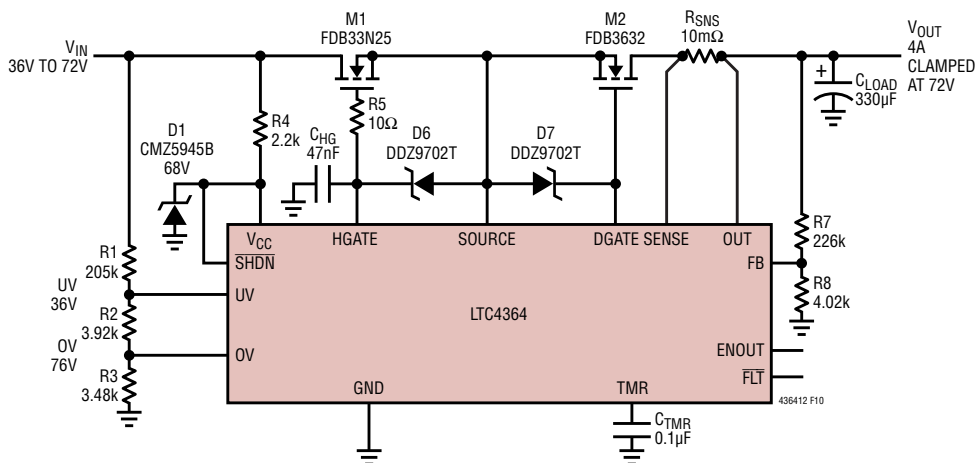 M1
FDB33N25
M2
FDB3632
RSNS
10mΩ
VIN
36V TO 72V
VOUT
4A
CLAMPED
AT 72V
+
CLOAD
330µF
R4
2.2k
R5
10Ω
D1
CMZ5945B
68V
CHG
47nF
D6
DDZ9702T
D7
DDZ9702T
VCC
HGATE
SOURCE
DGATE SENSE
OUT
SHDN
FB
R7
226k
R1
205k
UV
36V
UV
R8
4.02k
R2
3.92k
LTC4364
OV
76V
OV
ENOUT
R3
3.48k
GND
TMR
FLT
436412 F10
CTMR
0.1µF